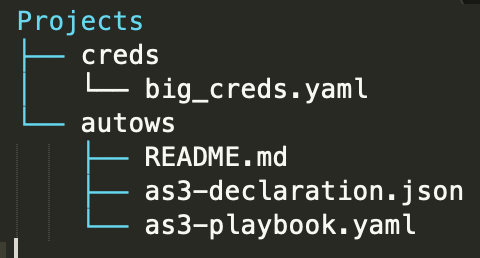 Projects
├── creds
│   └── big_creds.yaml
└── autows
    ├── README.md
    ├── as3-declaration.json
    └── as3-playbook.yaml